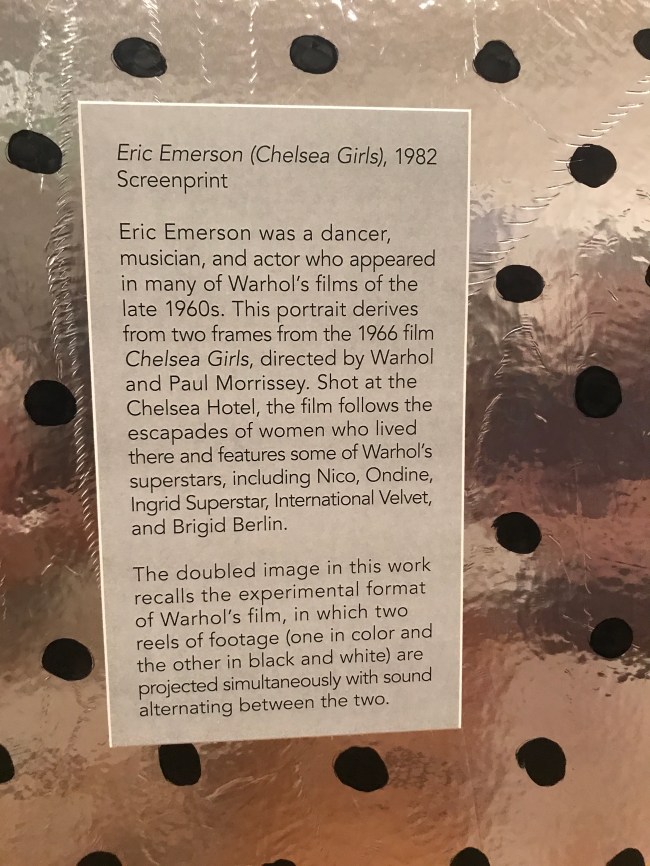 Eric Emerson (Chelsea Girls), 1982
Screenprint
Eric Emerson was a dancer,
musician, and actor who appeared
in many of Warhol's films of the
late 1960s. This portrait derives
from two frames from the 1966 film
Chelsea Girls, directed by Warhol
and Paul Morrissey. Shot at the
Chelsea Hotel, the film follows the
escapades of women who lived
there and features some of Warhol's
superstars, including Nico, Ondine,
Ingrid Superstar, International Velvet,
and Brigid Berlin.
The doubled image in this work
recalls the experimental format
of Warhol's film, in which two
reels of footage (one in color and
the other in black and white) are
projected simultaneously with sound
alternating between the two.